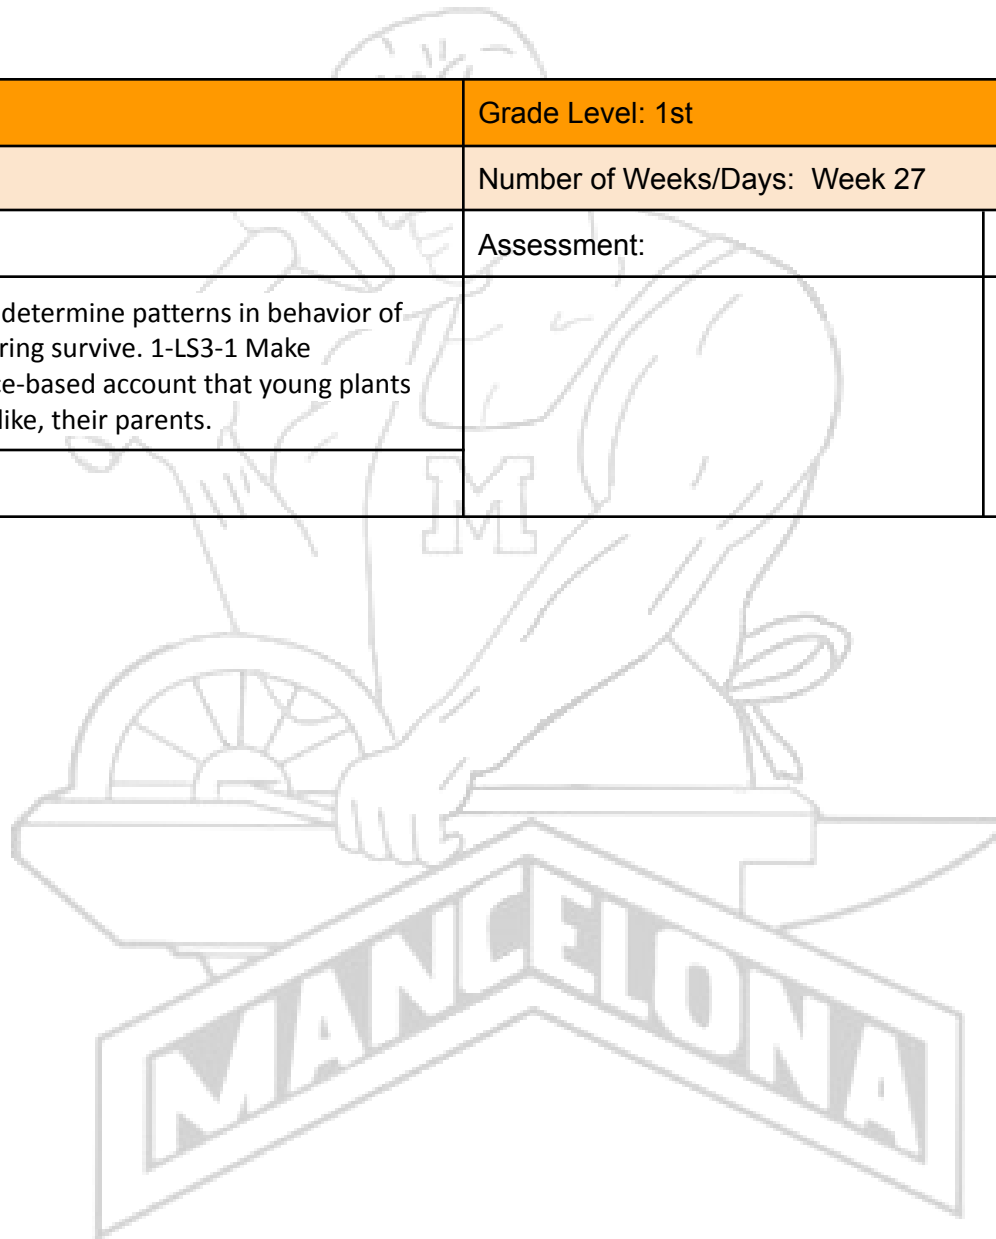 Grade Level: 1st
Number of Weeks/Days: Week 27
Assessment:
determine patterns in behavior of
ring survive. 1-LS3-1 Make
ce-based account that young plants
like, their parents.
M
MANCELONA